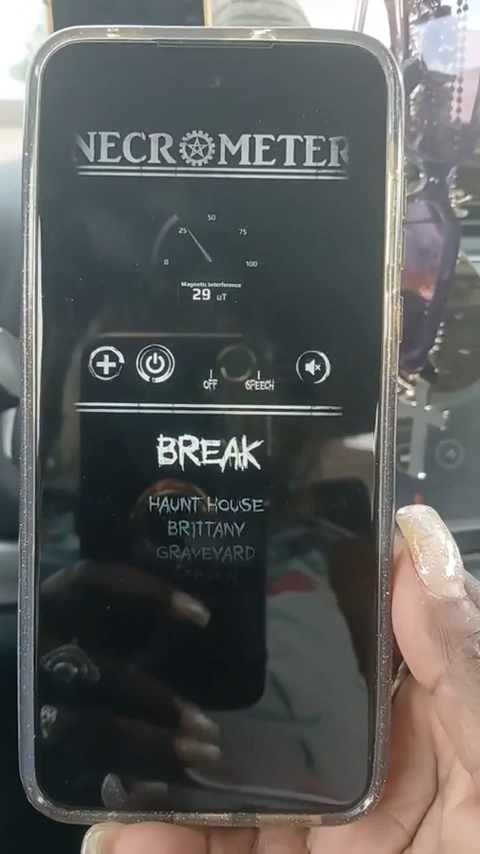 NECROMETER
50
25
75
0
100
Magnetic Interference
29 uT
OFF
SPEECH
BREAK
HAUNT HOUSE
BRITTANY
GRAVEYARD